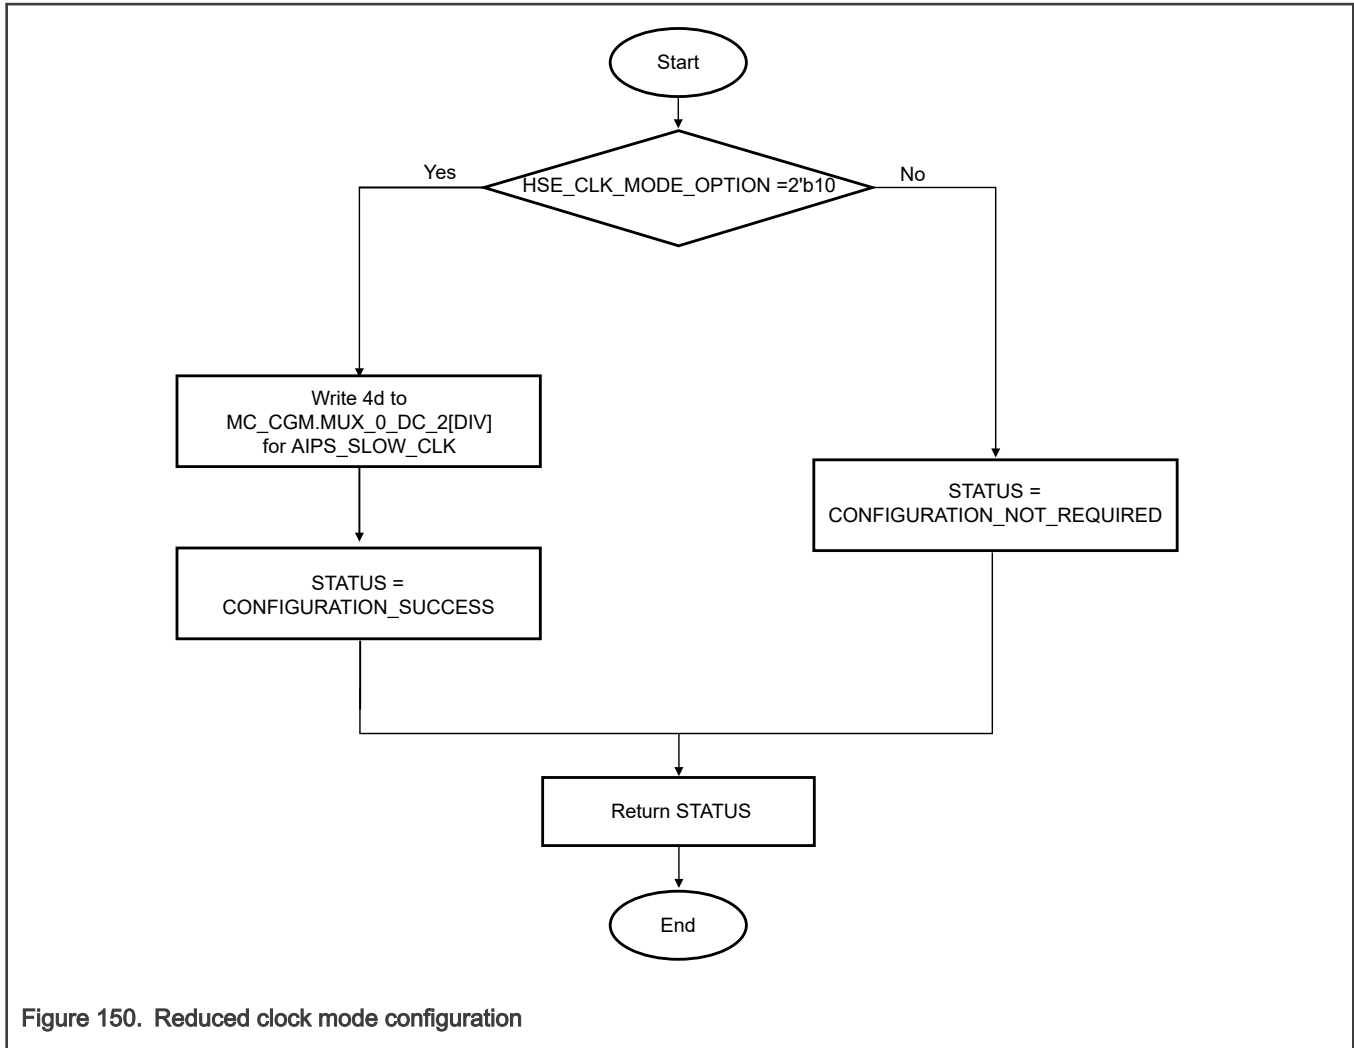 Start
Yes
HSE_CLK_MODE_OPTION =2'b10
No
Write 4d to
MC_CGM.MUX_0_DC_2[DIV]
for AIPS_SLOW_CLK
STATUS =
CONFIGURATION_NOT_REQUIRED
STATUS =
CONFIGURATION_SUCCESS
Return STATUS
End
Figure 150. Reduced clock mode configuration